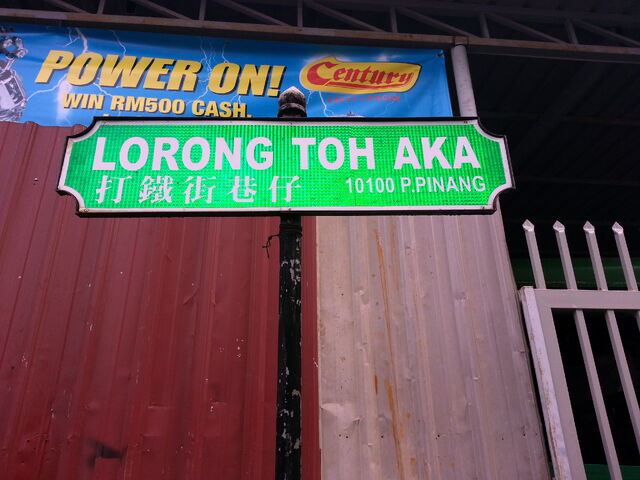 POWER ON!
WIN RM500 CASH.
Century
LORONG TOH AKA
打鐵街巷仔
10100 P.PINANG